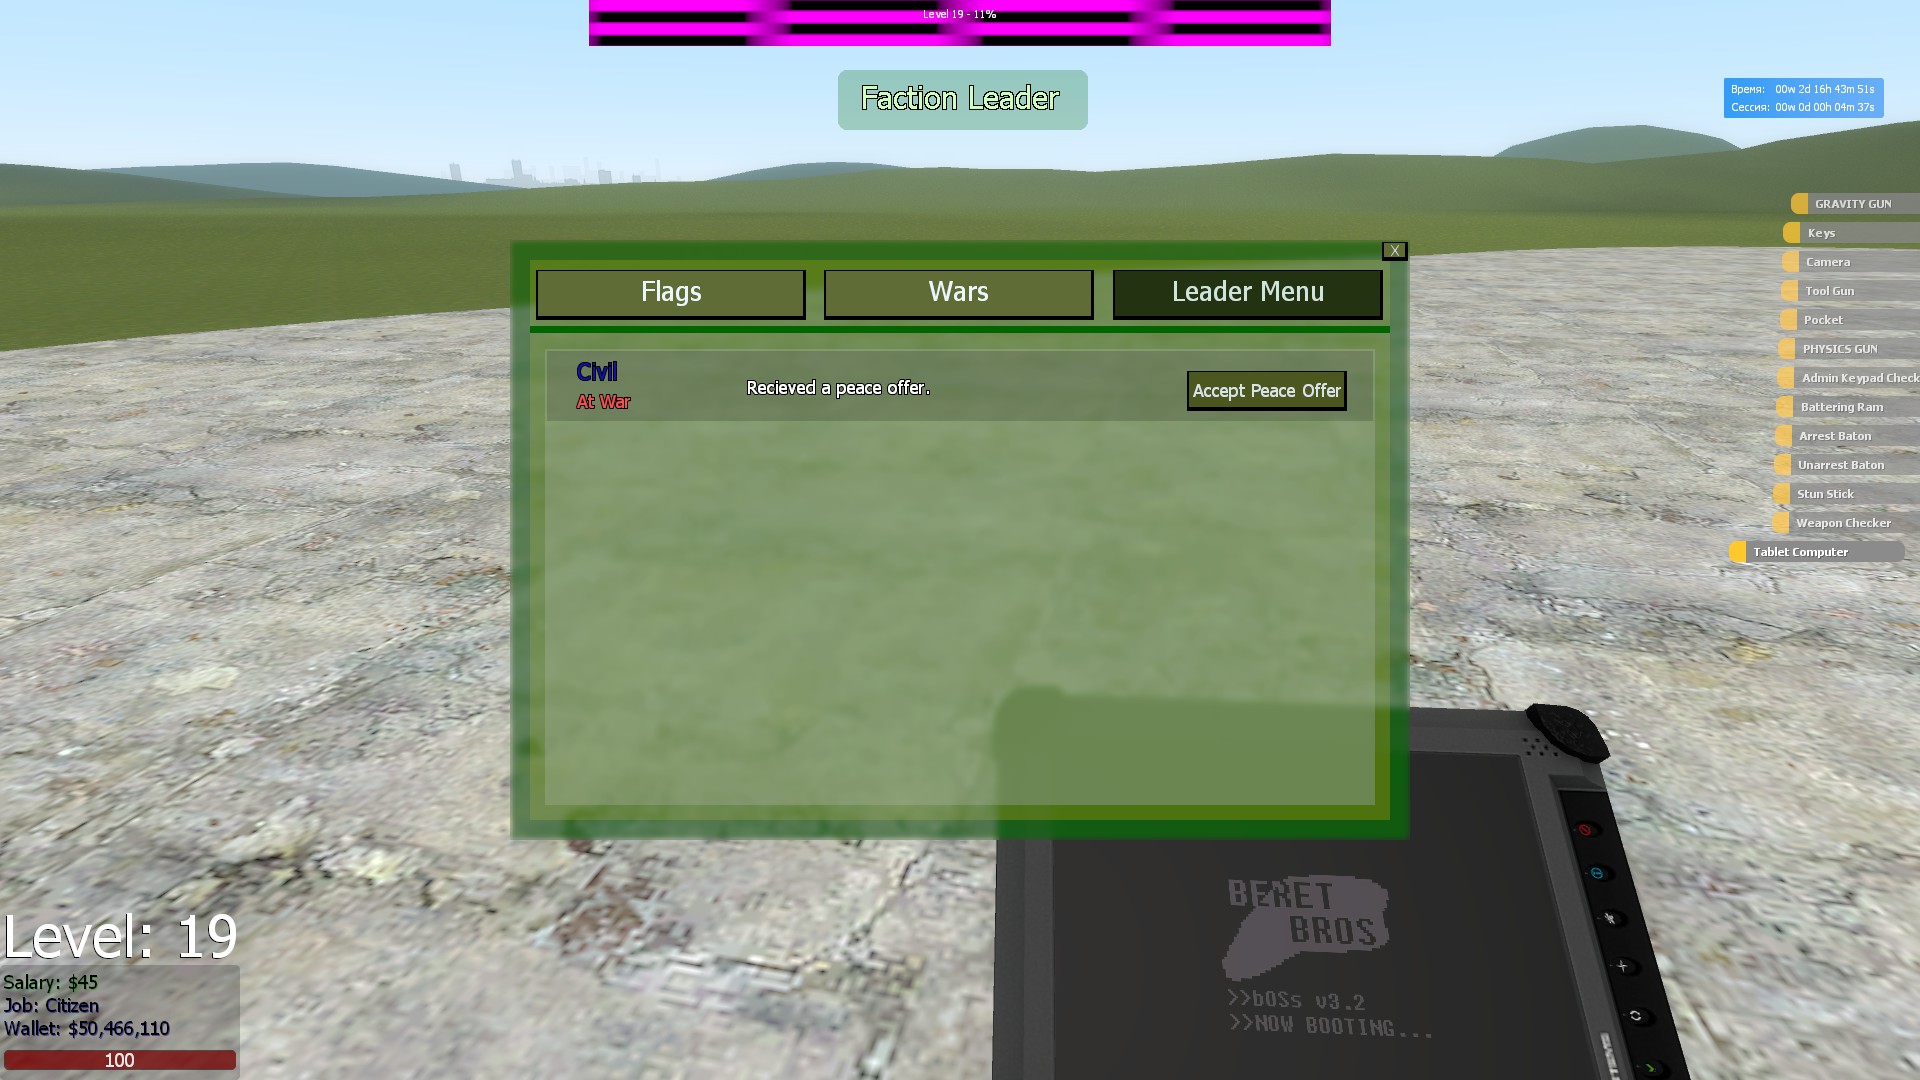 Level 19 - 11%
Faction Leader
Время: 00w 2d 16h 43m 51s
Сессия: 00w 0d 00h 04m 37s
GRAVITY GUN
Keys
Camera
Tool Gun
Pocket
PHYSICS GUN
Admin Keypad Check
Battering Ram
Arrest Baton
Unarrest Baton
Stun Stick
Weapon Checker
Tablet Computer
X
Flags
Wars
Leader Menu
Civil
At War
Recieved a peace offer.
Accept Peace Offer
BERET
BROS
>>bOSs v3.2
>>NOW BOOTING...
Level: 19
Salary: $45
Job: Citizen
Wallet: $50,466,110
100